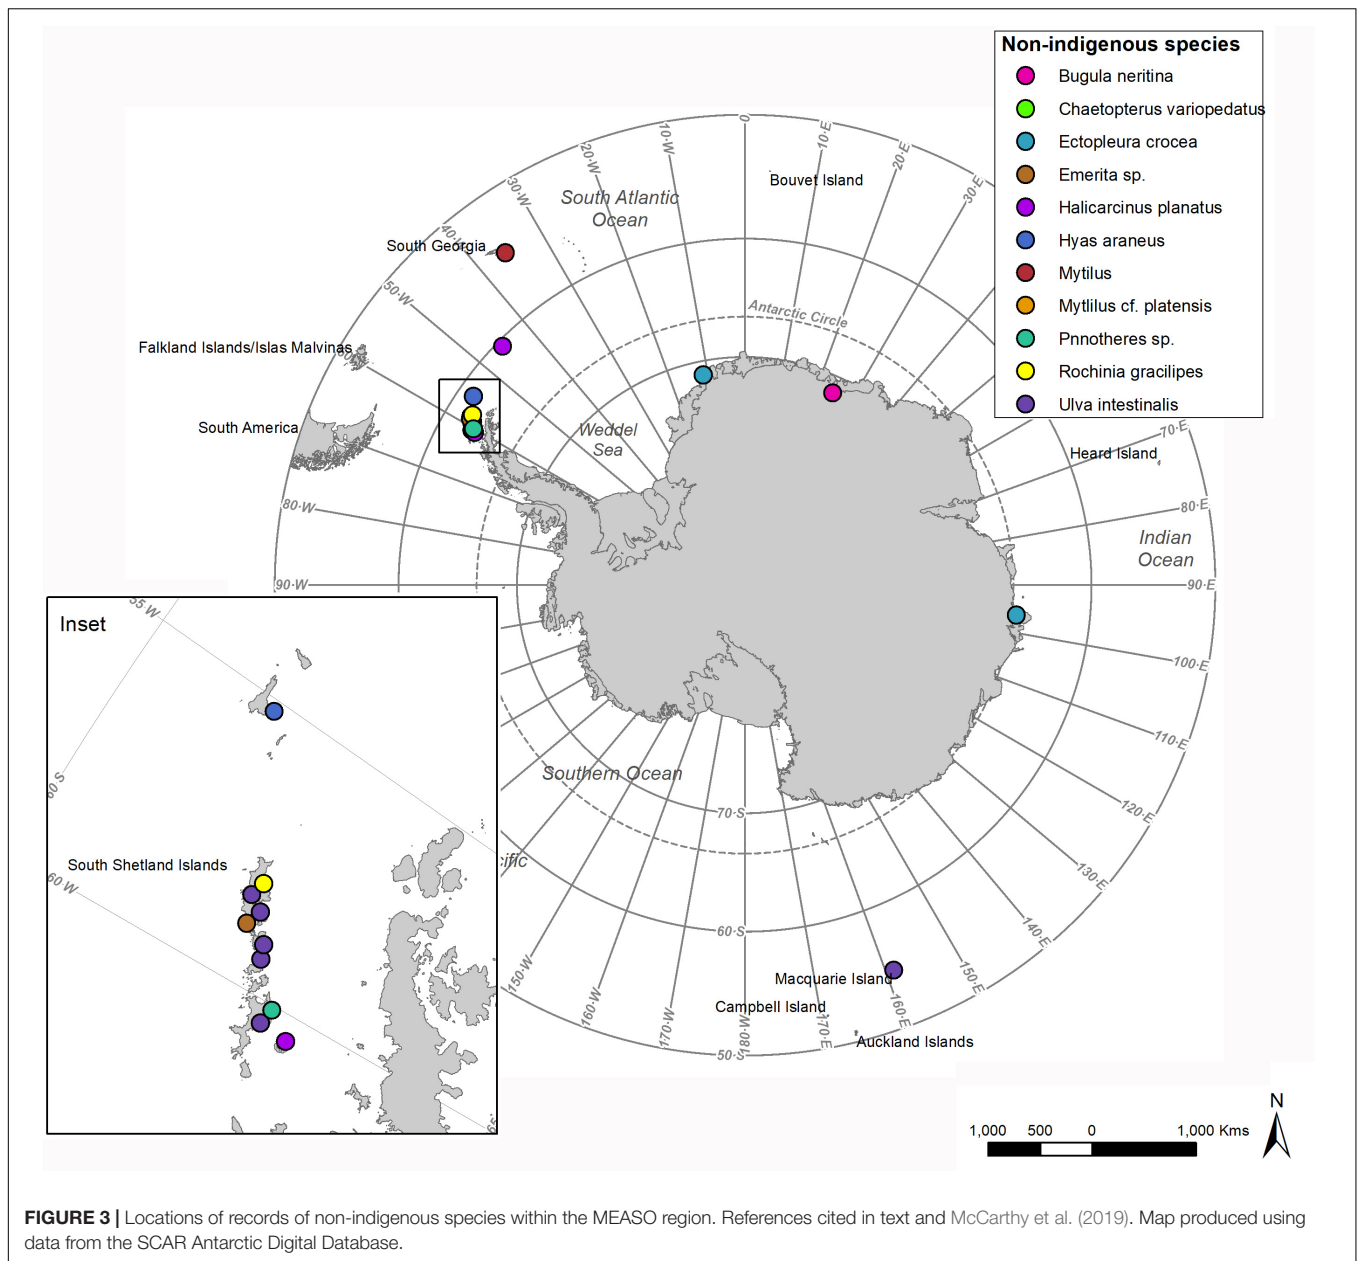 Non-indigenous species
Bugula neritina
Chaetopterus variopedatus
Ectopleura crocea
Emerita sp.
Halicarcinus planatus
Hyas araneus
Mytilus
Mytlilus cf. platensis
Pnnotheres sp.
Rochinia gracilipes
Ulva intestinalis
0
10·W
10·E
20·W
20·E
30·W
30·E
40·W
50·W
Bouvet Island
South Atlantic
Ocean
South Georgia
Antarctic Circle
Falkland Islands/Islas Malvinas
South America
Weddel
Sea
70·E
Heard Island
80·W
80·E
Indian
Ocean
90·W
90·E
100·E
110·E
120·E
130·E
140·E
150·E
160·E
170·E
180·W
170·W
160·W
150·W
Southern Ocean
70·S
cific
60·S
Macquarie Island
Campbell Island
Auckland Islands
50·S
Inset
55 W
60 S
South Shetland Islands
60 W
65
N
1,000 500 0 1,000 Kms
FIGURE 3 | Locations of records of non-indigenous species within the MEASO region. References cited in text and McCarthy et al. (2019). Map produced using
data from the SCAR Antarctic Digital Database.